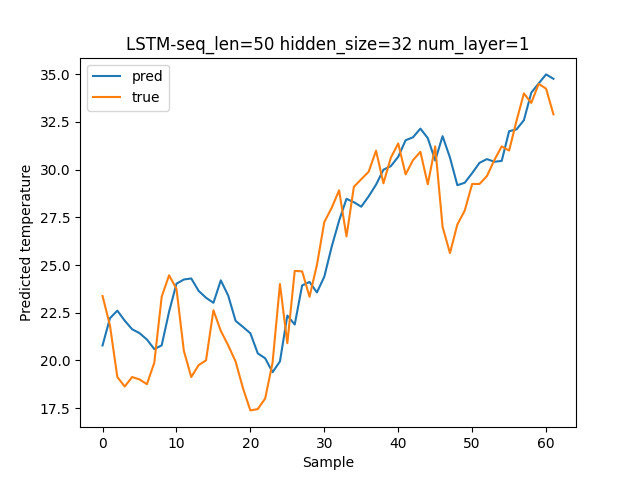 LSTM-seq_len=50 hidden_size=32 num_layer=1
pred
true
35.0
32.5
30.0
27.5
25.0
22.5
20.0
17.5
Predicted temperature
0 10 20 30 40 50 60
Sample